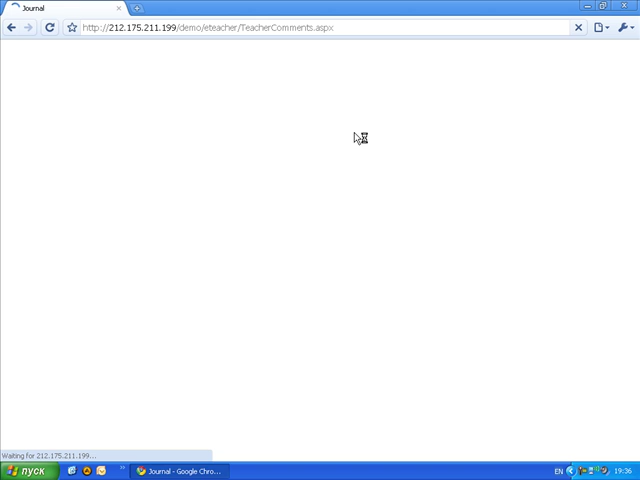 Journal
http://212.175.211.199/demo/eteacher/TeacherComments.aspx
Waiting for 212.175.211.199...
пуск
Journal - Google Chro...
EN
19:36